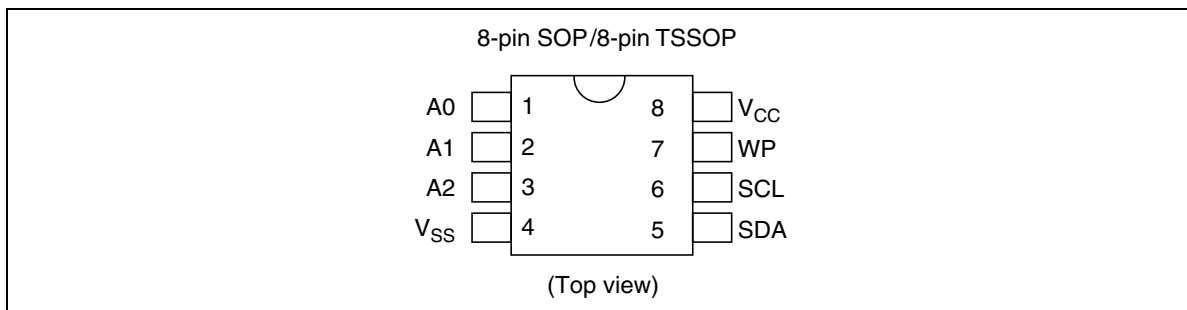 8-pin SOP/8-pin TSSOP
A0 1 8 VCC
A1 2 7 WP
A2 3 6 SCL
VSS 4 5 SDA
(Top view)